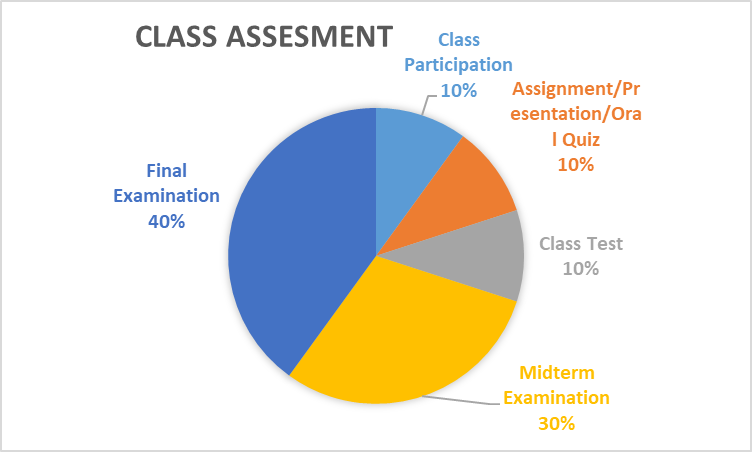 CLASS ASSESMENT
Class
Participation
10%
Assignment/Pr
esentation/Ora
l Quiz
10%
Class Test
10%
Midterm
Examination
30%
Final
Examination
40%